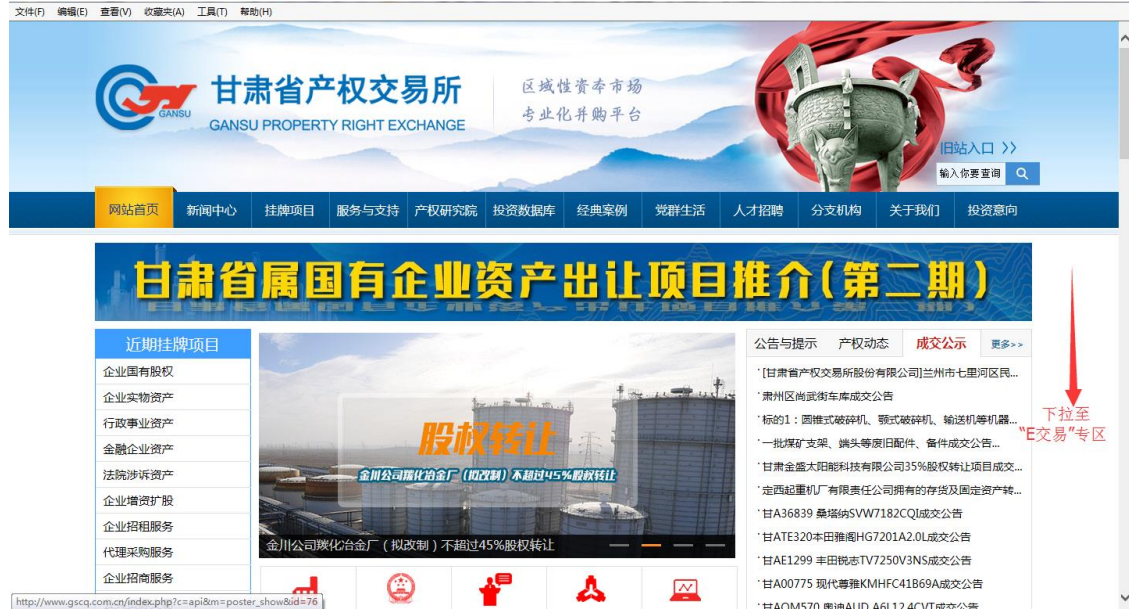 文件(F) 编辑(E) 查看(V) 收藏夹(A) 工具(T) 帮助(H)
GANSU
甘肃省产权交易所
GANSU PROPERTY RIGHT EXCHANGE
区域性资本市场
专业化并购平台
旧站入口 >>
输入你要查询
网站首页 新闻中心 挂牌项目 服务与支持 产权研究院 投资数据库 经典案例 党群生活 人才招聘 分支机构 关于我们 投资意向
甘肃省属国有企业资产出让项目推介(第二期)
近期挂牌项目
企业国有股权
企业实物资产
行政事业资产
金融企业资产
法院涉诉资产
企业增资扩股
企业招租服务
代理采购服务
企业招商服务
股权转让
金川公司羰化冶金厂（拟改制）不超过45%股权转让
金川公司羰化冶金厂（拟改制）不超过45%股权转让
公告与提示 产权动态 成交公示 更多>>
[甘肃省产权交易所股份有限公司]兰州市七里河区民...
肃州区尚武街车库成交公告
标的1：圆锥式破碎机、颚式破碎机、输送机等机器...
一批煤矿支架、端头等废旧配件、备件成交公告...
甘肃金盛太阳能科技有限公司35%股权转让项目成交...
定西起重机厂有限责任公司拥有的存货及固定资产转...
甘A36839 桑塔纳SVW7182CQI成交公告
甘ATE320本田雅阁HG7201A2.0L成交公告
甘AE1299 丰田锐志TV7250V3NS成交公告
甘A00775 现代尊雅KMHFC41B69A成交公告
甘AQM570 奥迪AUD A6L12.4CVT成交公告
下拉至
“E交易”专区
http://www.gscq.com.cn/index.php?c=api&m=poster_show&id=76